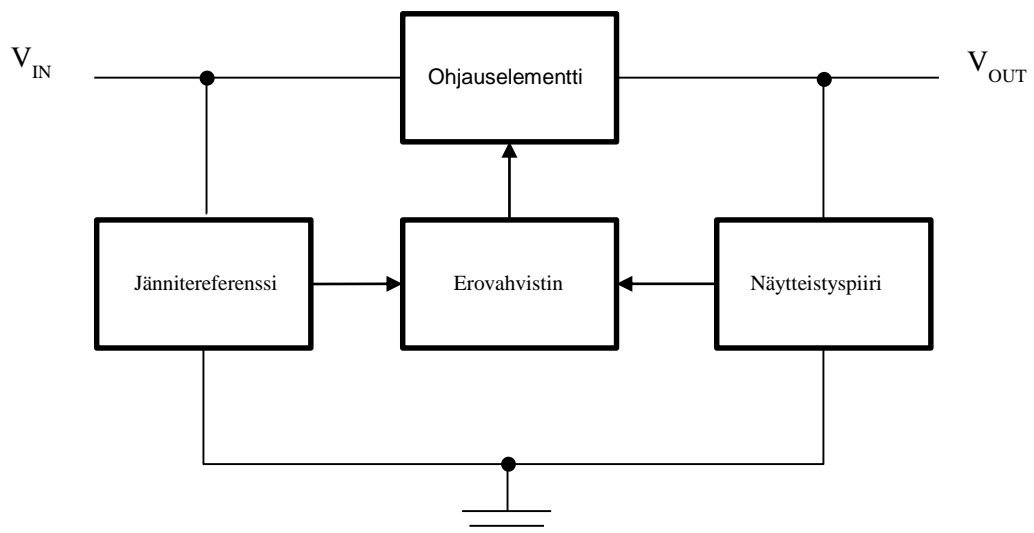 V_IN
Ohjauselementti
V_OUT
Jännitereferenssi
Erovahvistin
Näytteistyspiiri